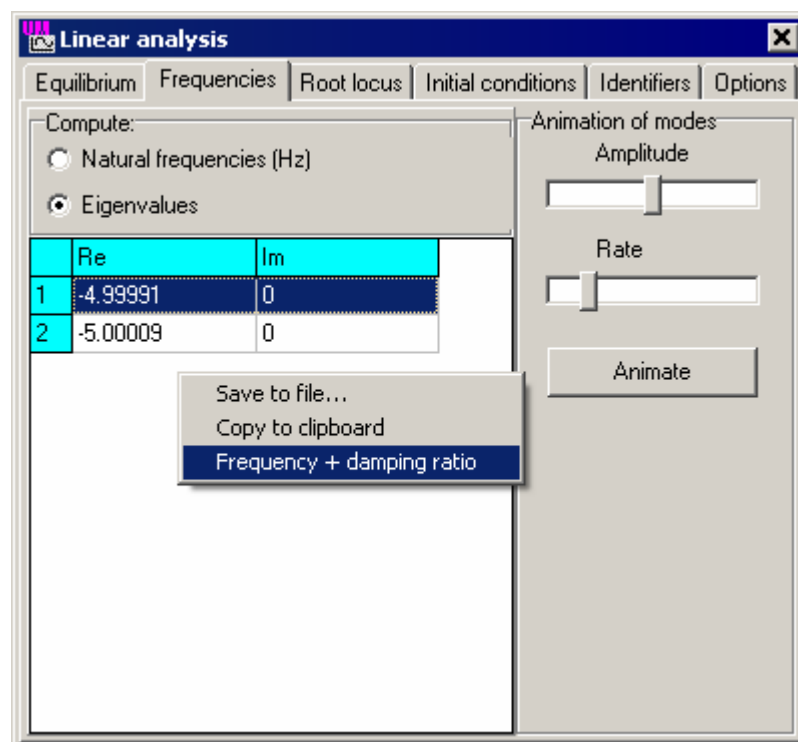 Linear analysis
Equilibrium Frequencies Root locus Initial conditions Identifiers Options
Compute:
Natural frequencies (Hz)
Eigenvalues
Re Im
1 -4.99991 0
2 -5.00009 0
Save to file...
Copy to clipboard
Frequency + damping ratio
Animation of modes
Amplitude
Rate
Animate